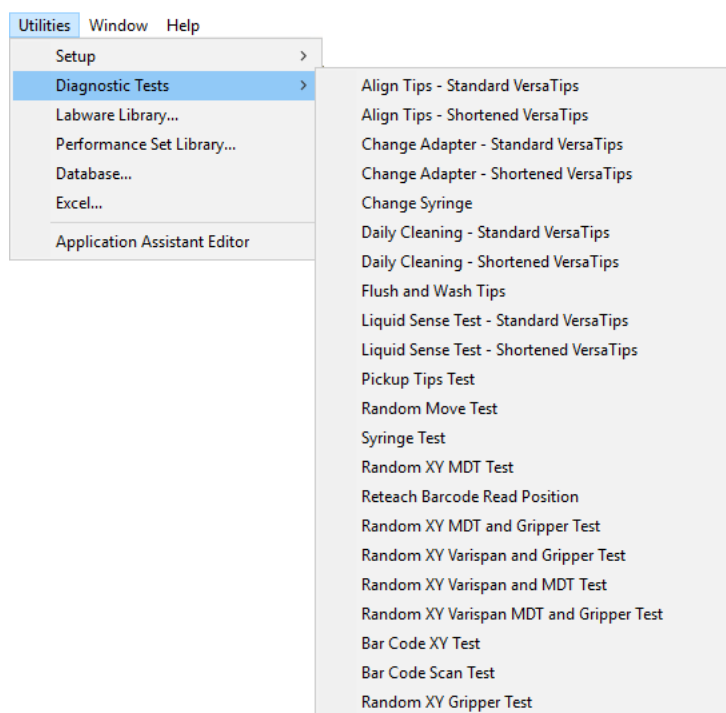 Utilities Window Help
Setup >
Diagnostic Tests >
Labware Library...
Performance Set Library...
Database...
Excel...
Application Assistant Editor
Align Tips - Standard VersaTips
Align Tips - Shortened VersaTips
Change Adapter - Standard VersaTips
Change Adapter - Shortened VersaTips
Change Syringe
Daily Cleaning - Standard VersaTips
Daily Cleaning - Shortened VersaTips
Flush and Wash Tips
Liquid Sense Test - Standard VersaTips
Liquid Sense Test - Shortened VersaTips
Pickup Tips Test
Random Move Test
Syringe Test
Random XY MDT Test
Reteach Barcode Read Position
Random XY MDT and Gripper Test
Random XY Varispan and Gripper Test
Random XY Varispan and MDT Test
Random XY Varispan MDT and Gripper Test
Bar Code XY Test
Bar Code Scan Test
Random XY Gripper Test